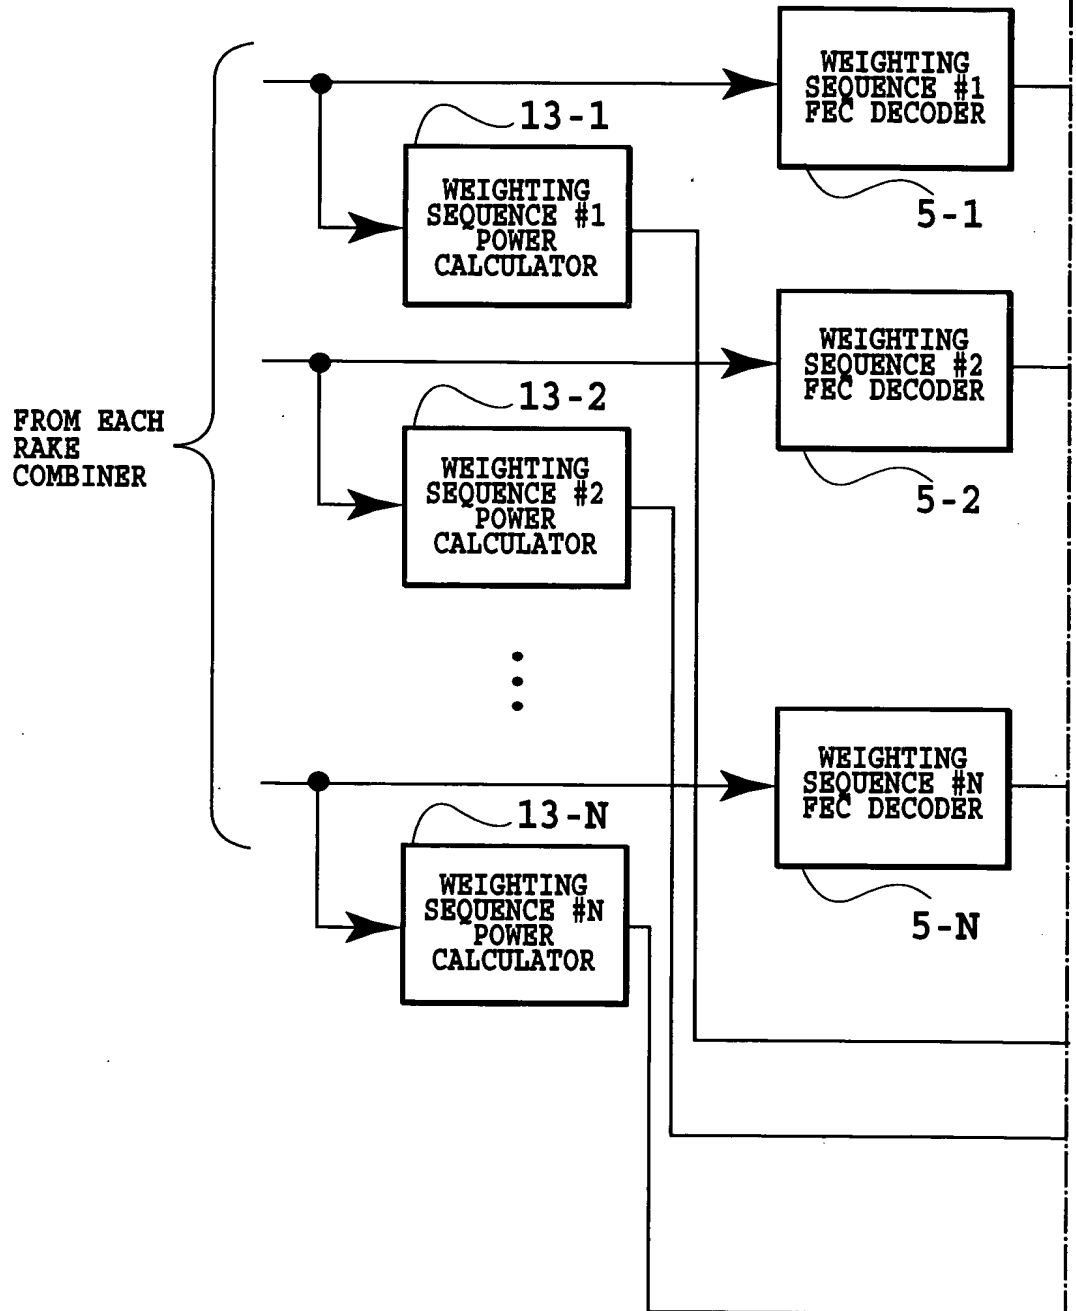 WEIGHTING
SEQUENCE #1
FEC DECODER
5-1
13-1
WEIGHTING
SEQUENCE #1
POWER
CALCULATOR
WEIGHTING
SEQUENCE #2
FEC DECODER
5-2
13-2
WEIGHTING
SEQUENCE #2
POWER
CALCULATOR
FROM EACH
RAKE
COMBINER
WEIGHTING
SEQUENCE #N
FEC DECODER
5-N
13-N
WEIGHTING
SEQUENCE #N
POWER
CALCULATOR